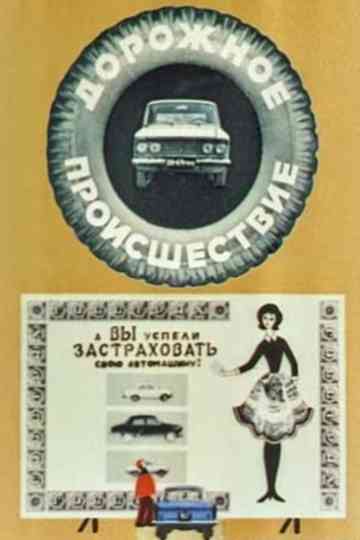 ДОРОЖНОЕ
ПРОИСШЕСТВИЕ
А ВЫ УСПЕЛИ
ЗАСТРАХОВАТЬ
СВОЮ АВТОМАШИНУ?